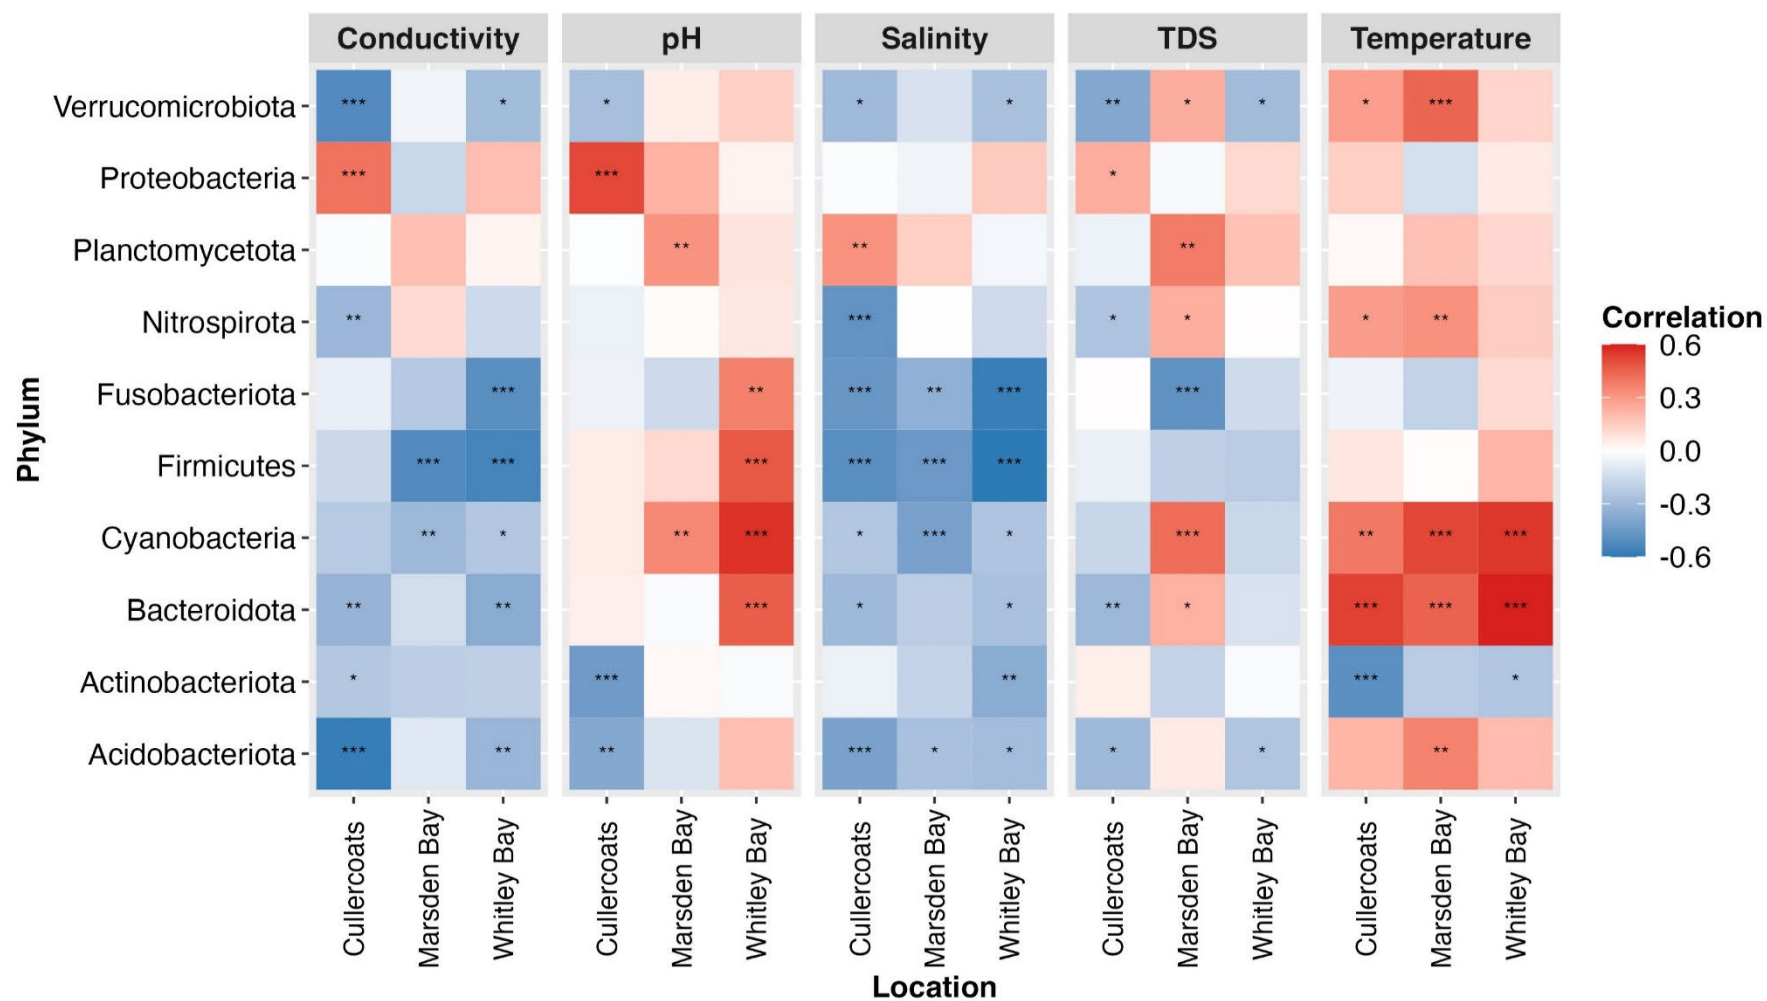 Conductivity pH Salinity TDS Temperature
Verrucomicrobiota *** * * * * ** * * * ***
Proteobacteria *** *** *
Planctomycetota ** ** **
Nitrospirota ** *** * * * **
Fusobacteriota *** ** *** ** *** ***
Firmicutes *** *** *** *** *** ***
Cyanobacteria ** * ** *** * *** * *** ** *** ***
Bacteroidota ** ** *** * * ** * *** *** ***
Actinobacteriota * *** ** *** *
Acidobacteriota *** ** ** *** * * * * **
Phylum
Cullercoats Marsden Bay Whitley Bay Cullercoats Marsden Bay Whitley Bay Cullercoats Marsden Bay Whitley Bay Cullercoats Marsden Bay Whitley Bay Cullercoats Marsden Bay Whitley Bay
Location
Correlation
0.6
0.3
0.0
-0.3
-0.6